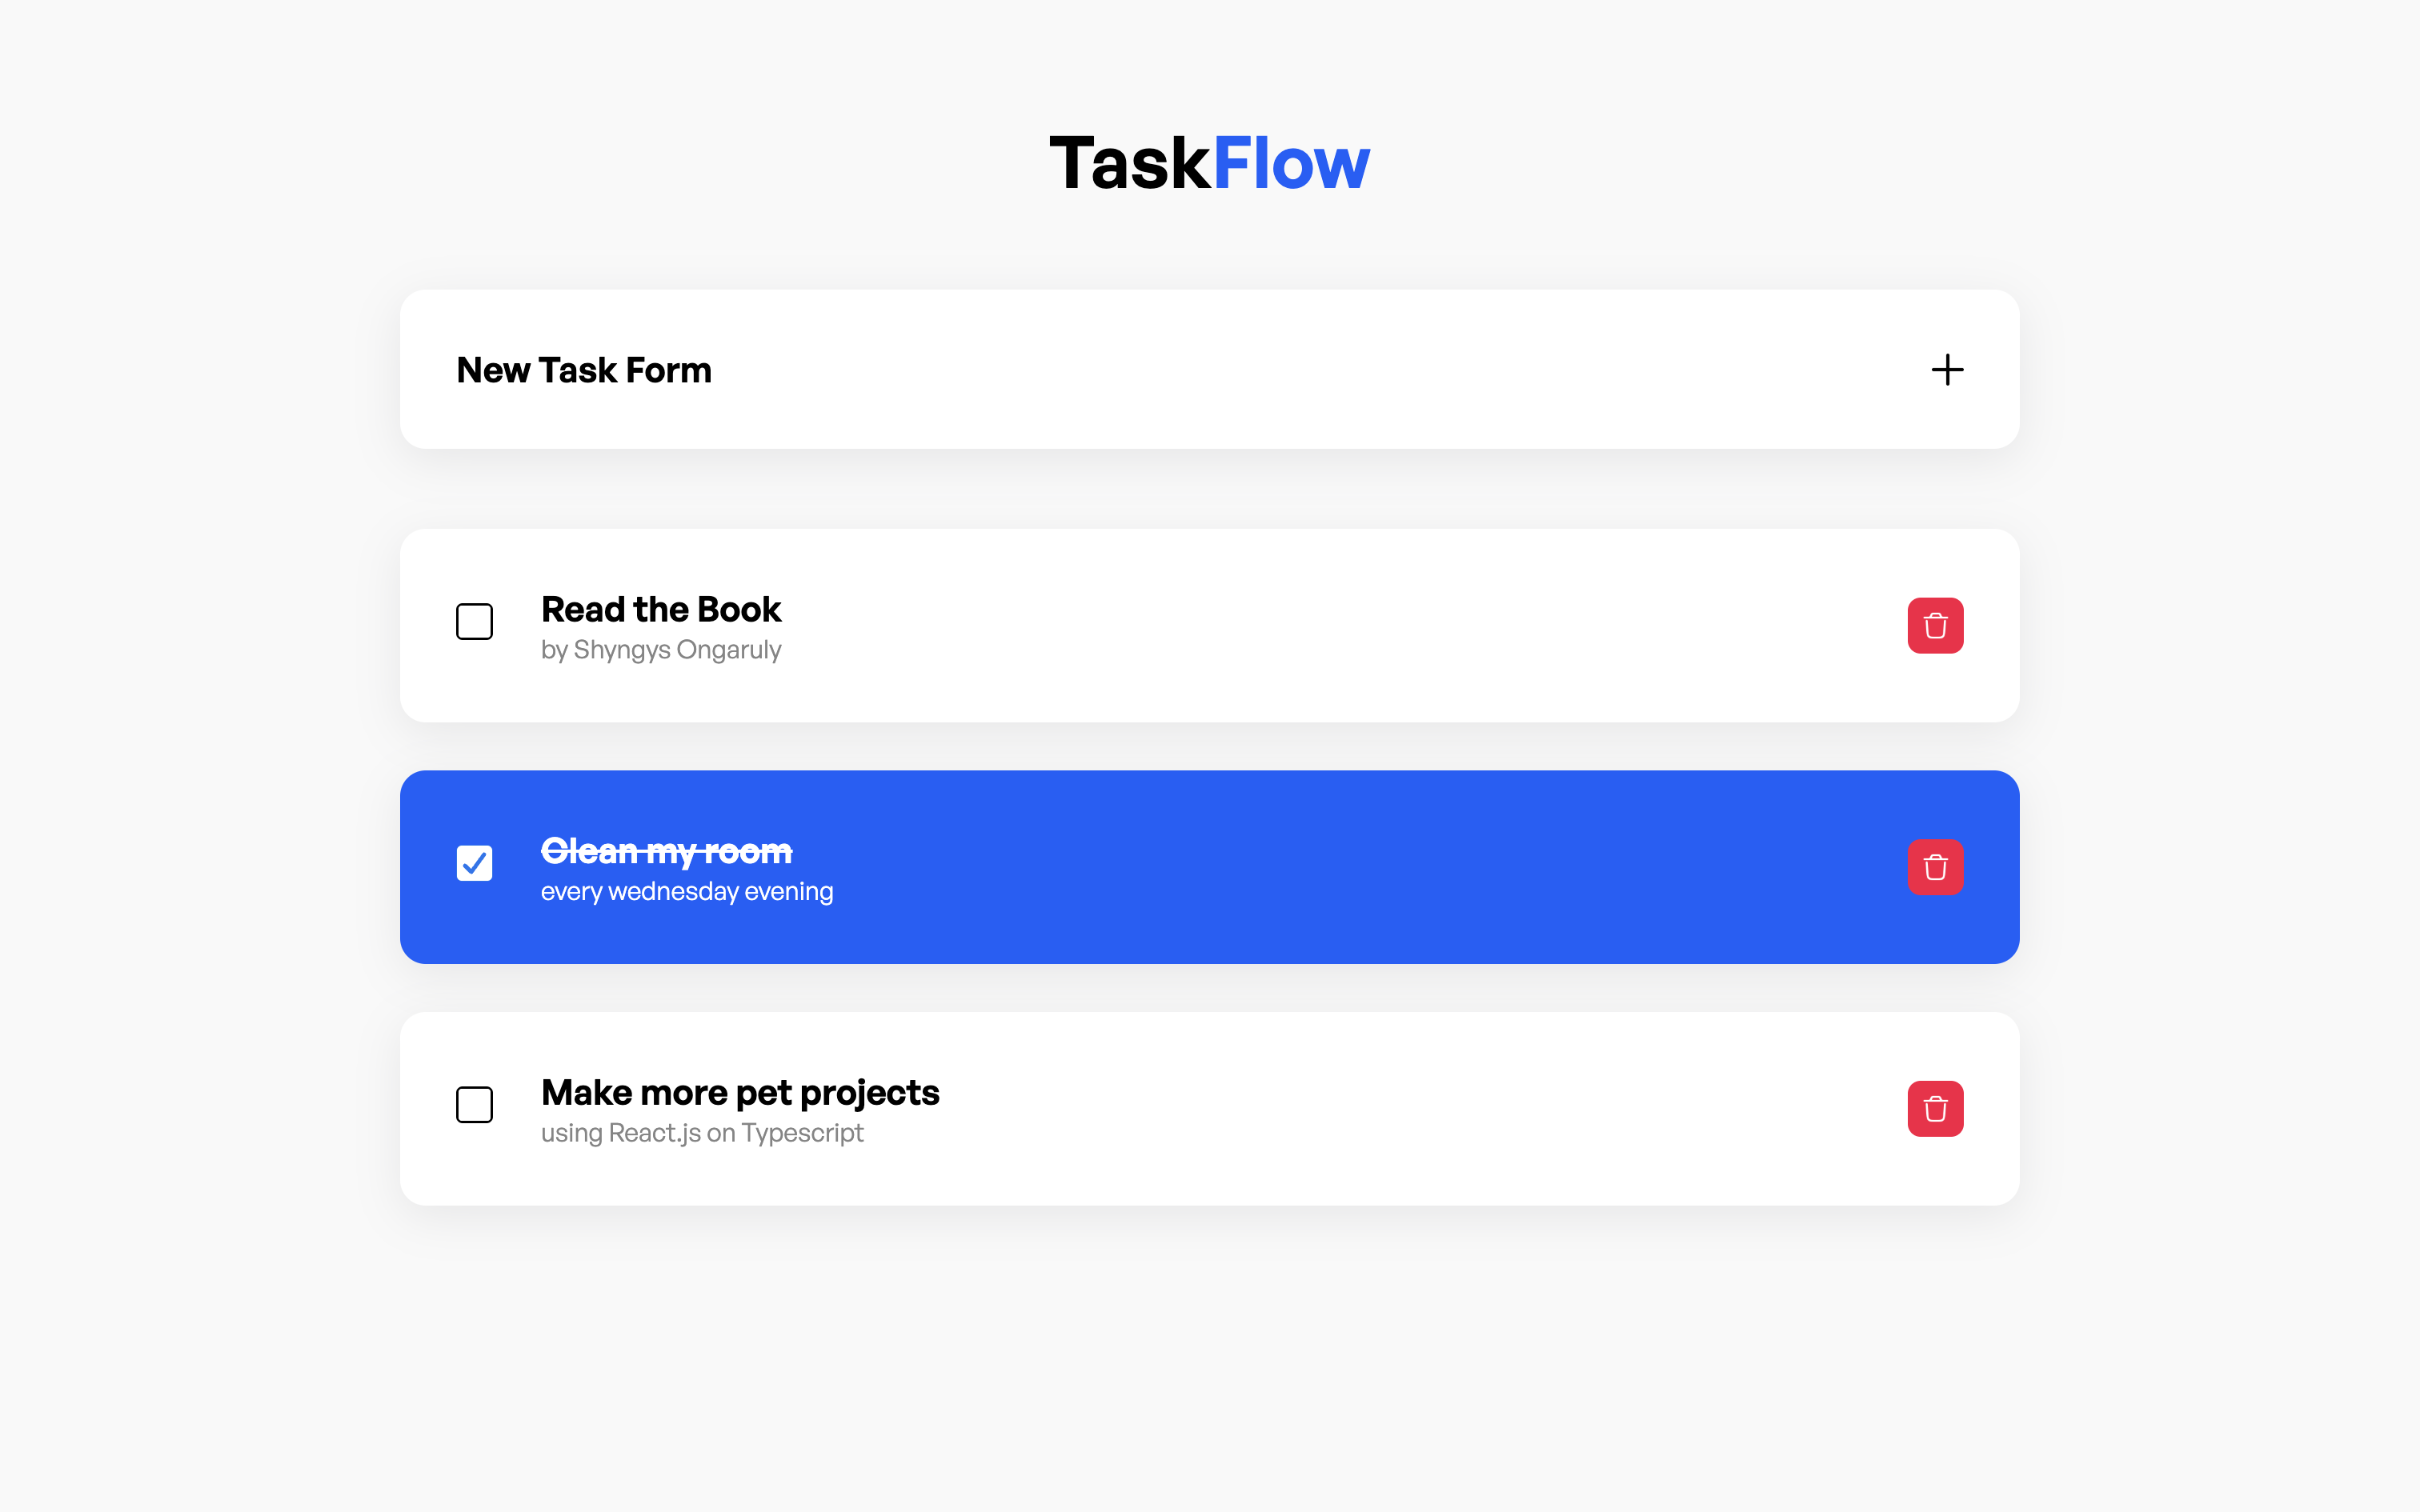 TaskFlow
New Task Form
Read the Book
by Shyngys Ongaruly
Clean my room
every wednesday evening
Make more pet projects
using React.js on Typescript